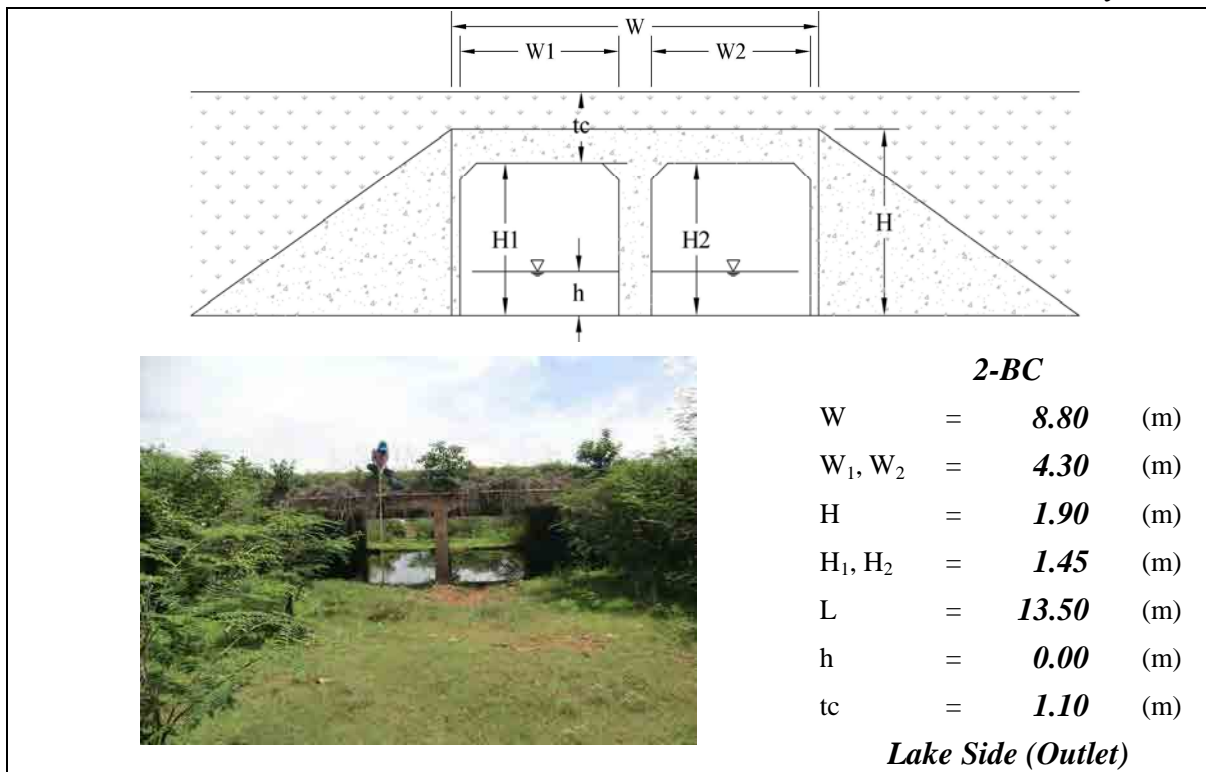 W
W1 W2
tc
H1 H2 H
h
2-BC
W = 8.80 (m)
W₁, W₂ = 4.30 (m)
H = 1.90 (m)
H₁, H₂ = 1.45 (m)
L = 13.50 (m)
h = 0.00 (m)
tc = 1.10 (m)
Lake Side (Outlet)